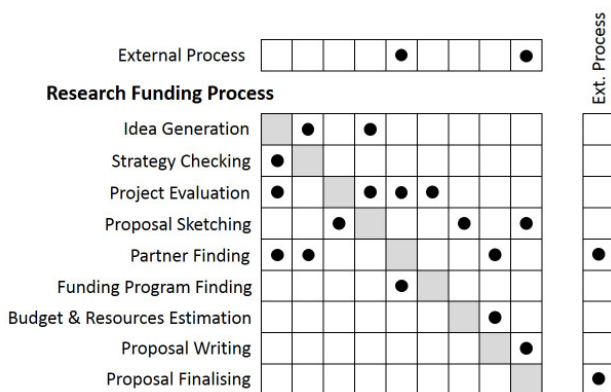 External Process
Ext. Process
Research Funding Process
Idea Generation
Strategy Checking
Project Evaluation
Proposal Sketching
Partner Finding
Funding Program Finding
Budget & Resources Estimation
Proposal Writing
Proposal Finalising